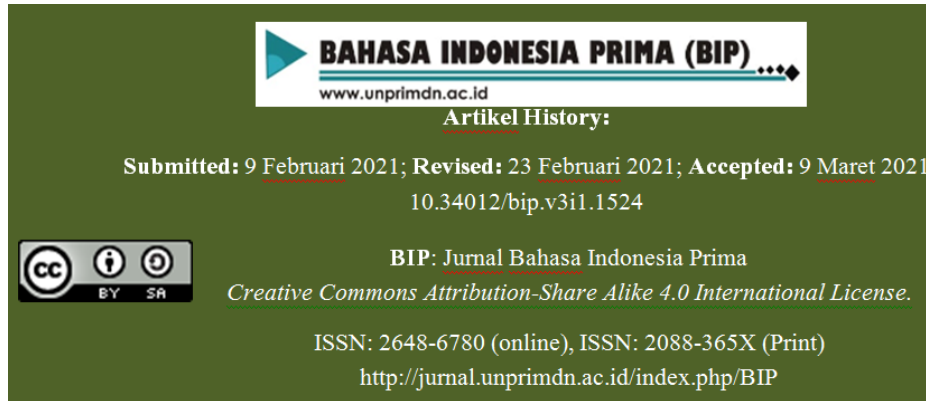 BAHASA INDONESIA PRIMA (BIP)
www.unprimdn.ac.id
Artikel History:
Submitted: 9 Februari 2021; Revised: 23 Februari 2021; Accepted: 9 Maret 2021
10.34012/bip.v3i1.1524
BIP: Jurnal Bahasa Indonesia Prima
cc BY SA
Creative Commons Attribution-Share Alike 4.0 International License.
ISSN: 2648-6780 (online), ISSN: 2088-365X (Print)
http://jurnal.unprimdn.ac.id/index.php/BIP